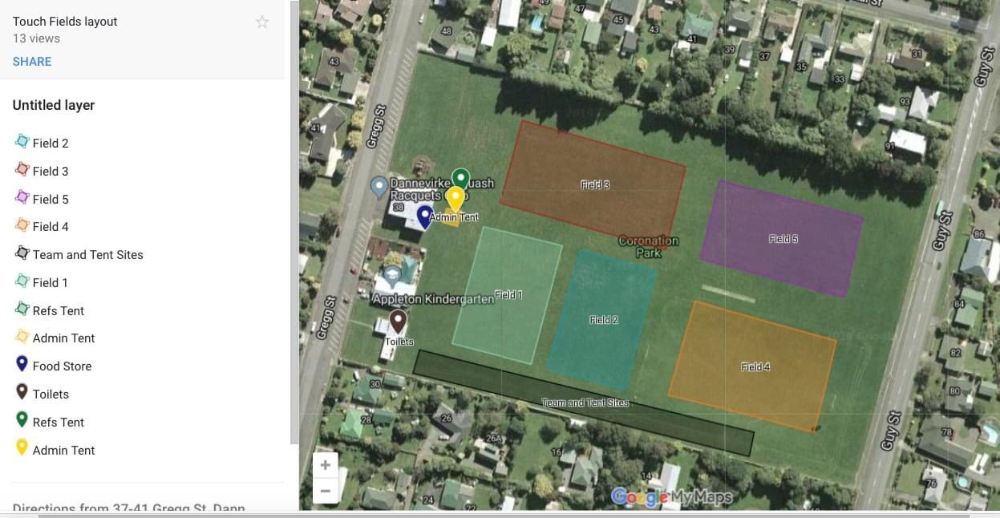 Touch Fields layout
13 views
SHARE
Untitled layer
Field 2
Field 3
Field 5
Field 4
Team and Tent Sites
Field 1
Refs Tent
Admin Tent
Food Store
Toilets
Refs Tent
Admin Tent
Directions from 37-41 Gregg St, Dann
49
47
45
43
41
39
37
35
33
31
48
43
41
93
91
Guy St
Gregg St
Dannevirke Squash
Racquets Club
38
Admin Tent
Field 3
Field 5
Coronation
Park
Guy St
86
Field 1
Appleton Kindergarten
Field 2
Gregg St
Toilets
Field 4
84
82
80
78
76
Team and Tent Sites
Guy St
30
28
26
26A
16
14
24
22
+
−
Google My Maps